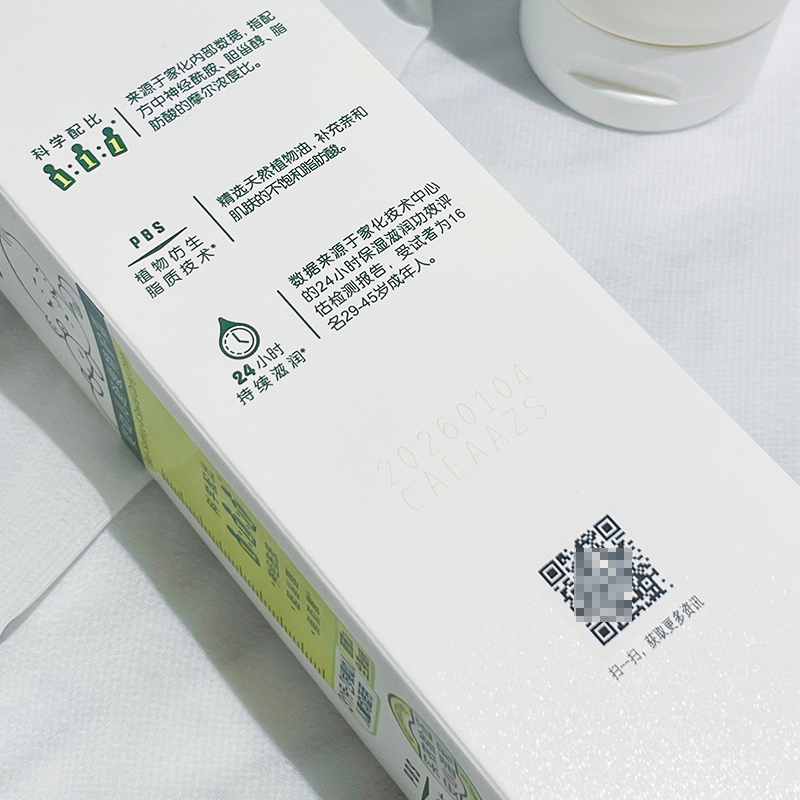 科学配比*
1:1:1
来源于家化内部数据，指配
方中神经酰胺、胆甾醇、脂
肪酸的摩尔浓度比。
PBS
植物仿生
脂质技术*
精选天然植物油，补充亲和
肌肤的不饱和脂肪酸。
24小时
持续滋润*
数据来源于家化技术中心
的24小时保湿滋润功效评
估检测报告，受试者为16
名29-45岁成年人。
20260104
CAEAAZS
扫一扫，获取更多资讯